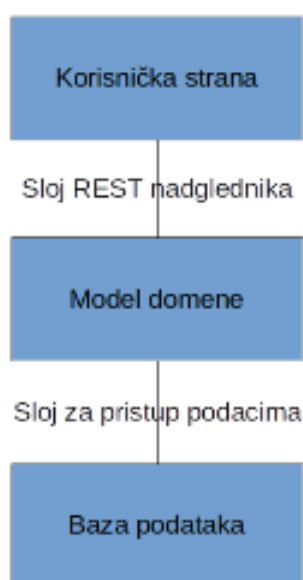 Korisnička strana
Sloj REST nadglednika
Model domene
Sloj za pristup podacima
Baza podataka